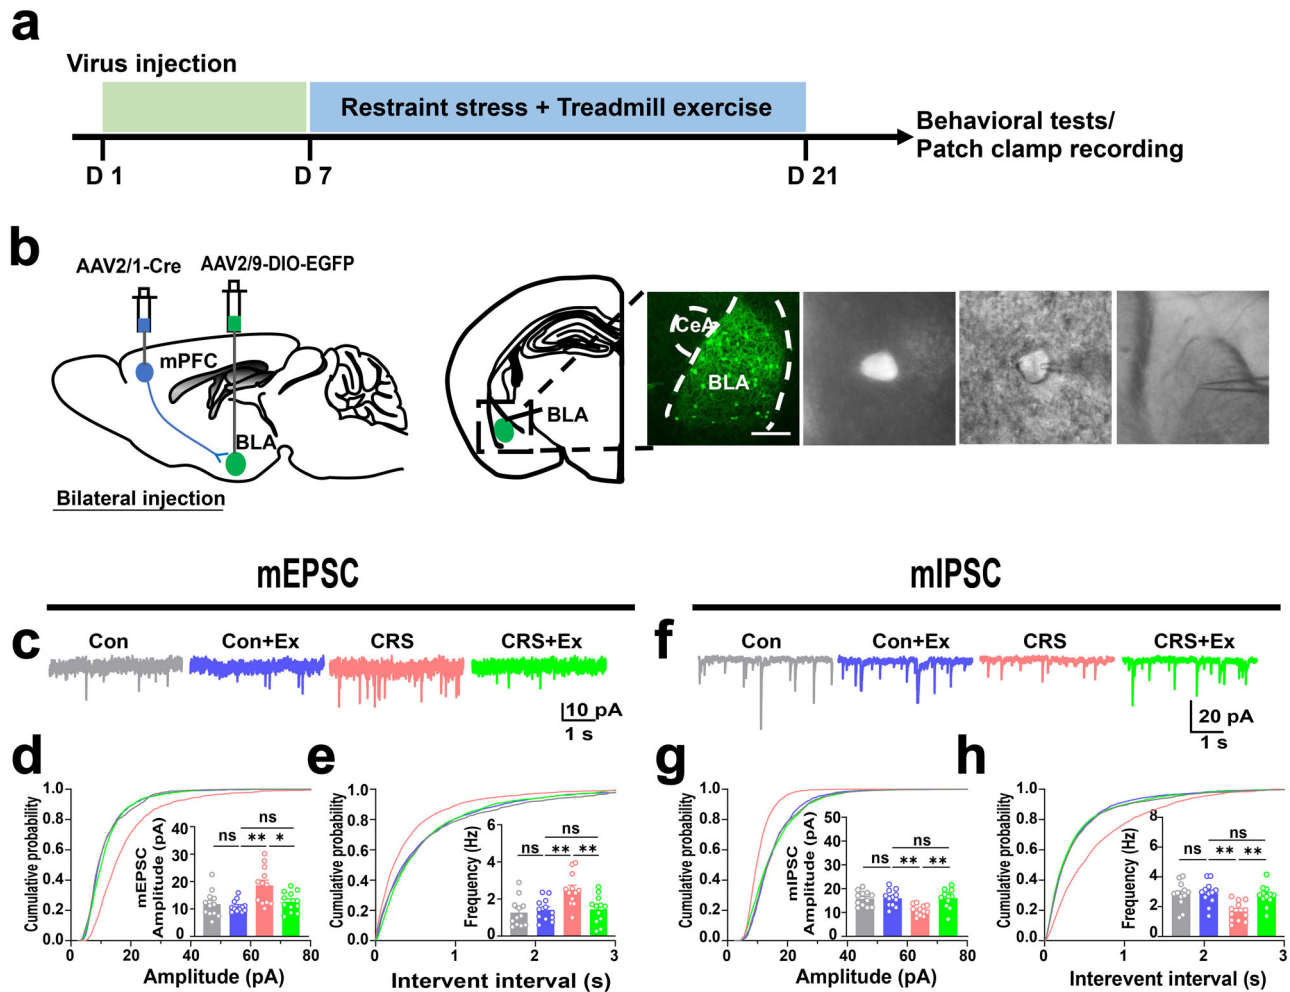 a
Virus injection
Restraint stress + Treadmill exercise
Behavioral tests/
Patch clamp recording
D 1
D 7
D 21
b
AAV2/1-Cre
AAV2/9-DIO-EGFP
mPFC
BLA
Bilateral injection
BLA
CeA
BLA
mEPSC
mIPSC
c
Con
Con+Ex
CRS
CRS+Ex
10 pA
1 s
f
Con
Con+Ex
CRS
CRS+Ex
20 pA
1 s
d
Cumulative probability
1.0
0.8
0.6
0.4
0.2
0.0
0
20
40
60
80
Amplitude (pA)
mEPSC
Amplitude (pA)
40
30
20
10
0
ns
ns
**
*
e
Cumulative probability
1.0
0.8
0.6
0.4
0.2
0.0
0
1
2
3
Intervent interval (s)
Frequency (Hz)
6
4
2
0
ns
ns
**
**
g
Cumulative probability
1.0
0.8
0.6
0.4
0.2
0.0
0
20
40
60
80
Amplitude (pA)
mIPSC
Amplitude (pA)
50
40
30
20
10
0
ns
ns
**
**
h
Cumulative probability
1.0
0.8
0.6
0.4
0.2
0.0
0
1
2
3
Interevent interval (s)
Frequency (Hz)
8
6
4
2
0
ns
ns
**
**